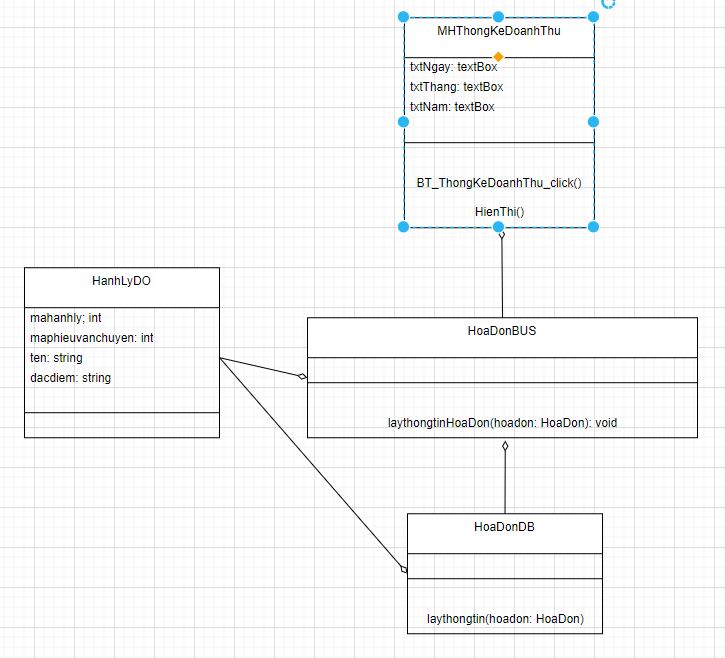 MHThongKeDoanhThu
txtNgay: textBox
txtThang: textBox
txtNam: textBox
BT_ThongKeDoanhThu_click()
HienThi()
HanhLyDO
mahanhly; int
maphieuvanchuyen: int
ten: string
dacdiem: string
HoaDonBUS
laythongtinHoaDon(hoadon: HoaDon): void
HoaDonDB
laythongtin(hoadon: HoaDon)